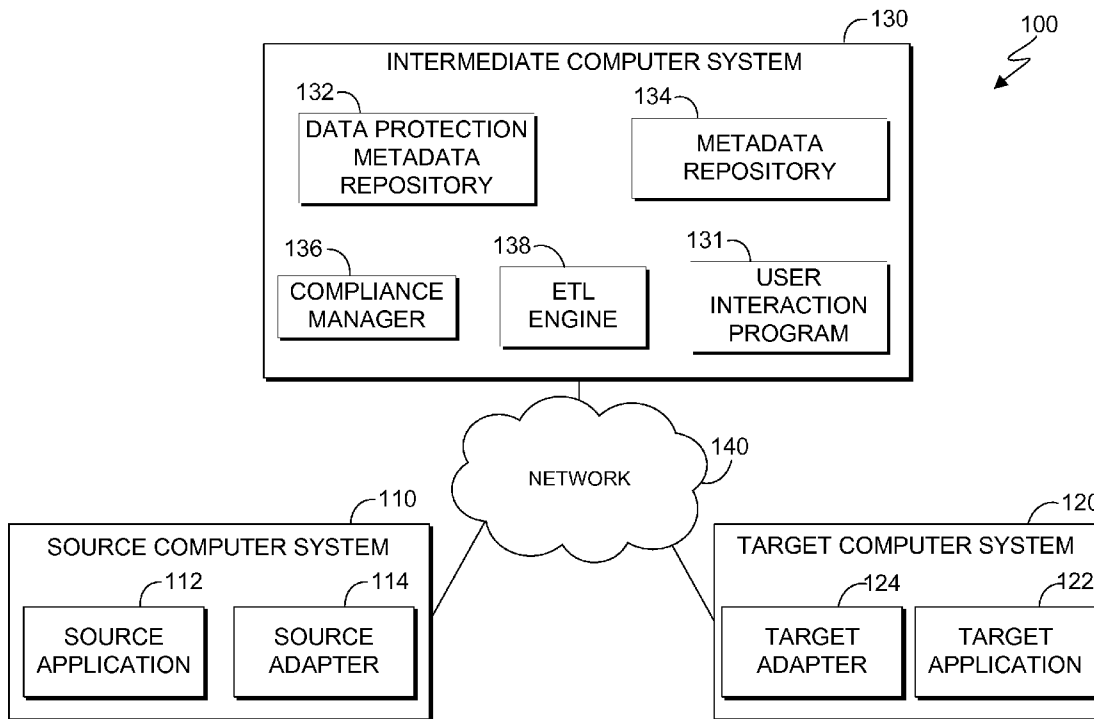 130
100
INTERMEDIATE COMPUTER SYSTEM
132
DATA PROTECTION
METADATA
REPOSITORY
134
METADATA
REPOSITORY
136
COMPLIANCE
MANAGER
138
ETL
ENGINE
131
USER
INTERACTION
PROGRAM
NETWORK
140
110
SOURCE COMPUTER SYSTEM
112
SOURCE
APPLICATION
114
SOURCE
ADAPTER
120
TARGET COMPUTER SYSTEM
124
TARGET
ADAPTER
122
TARGET
APPLICATION